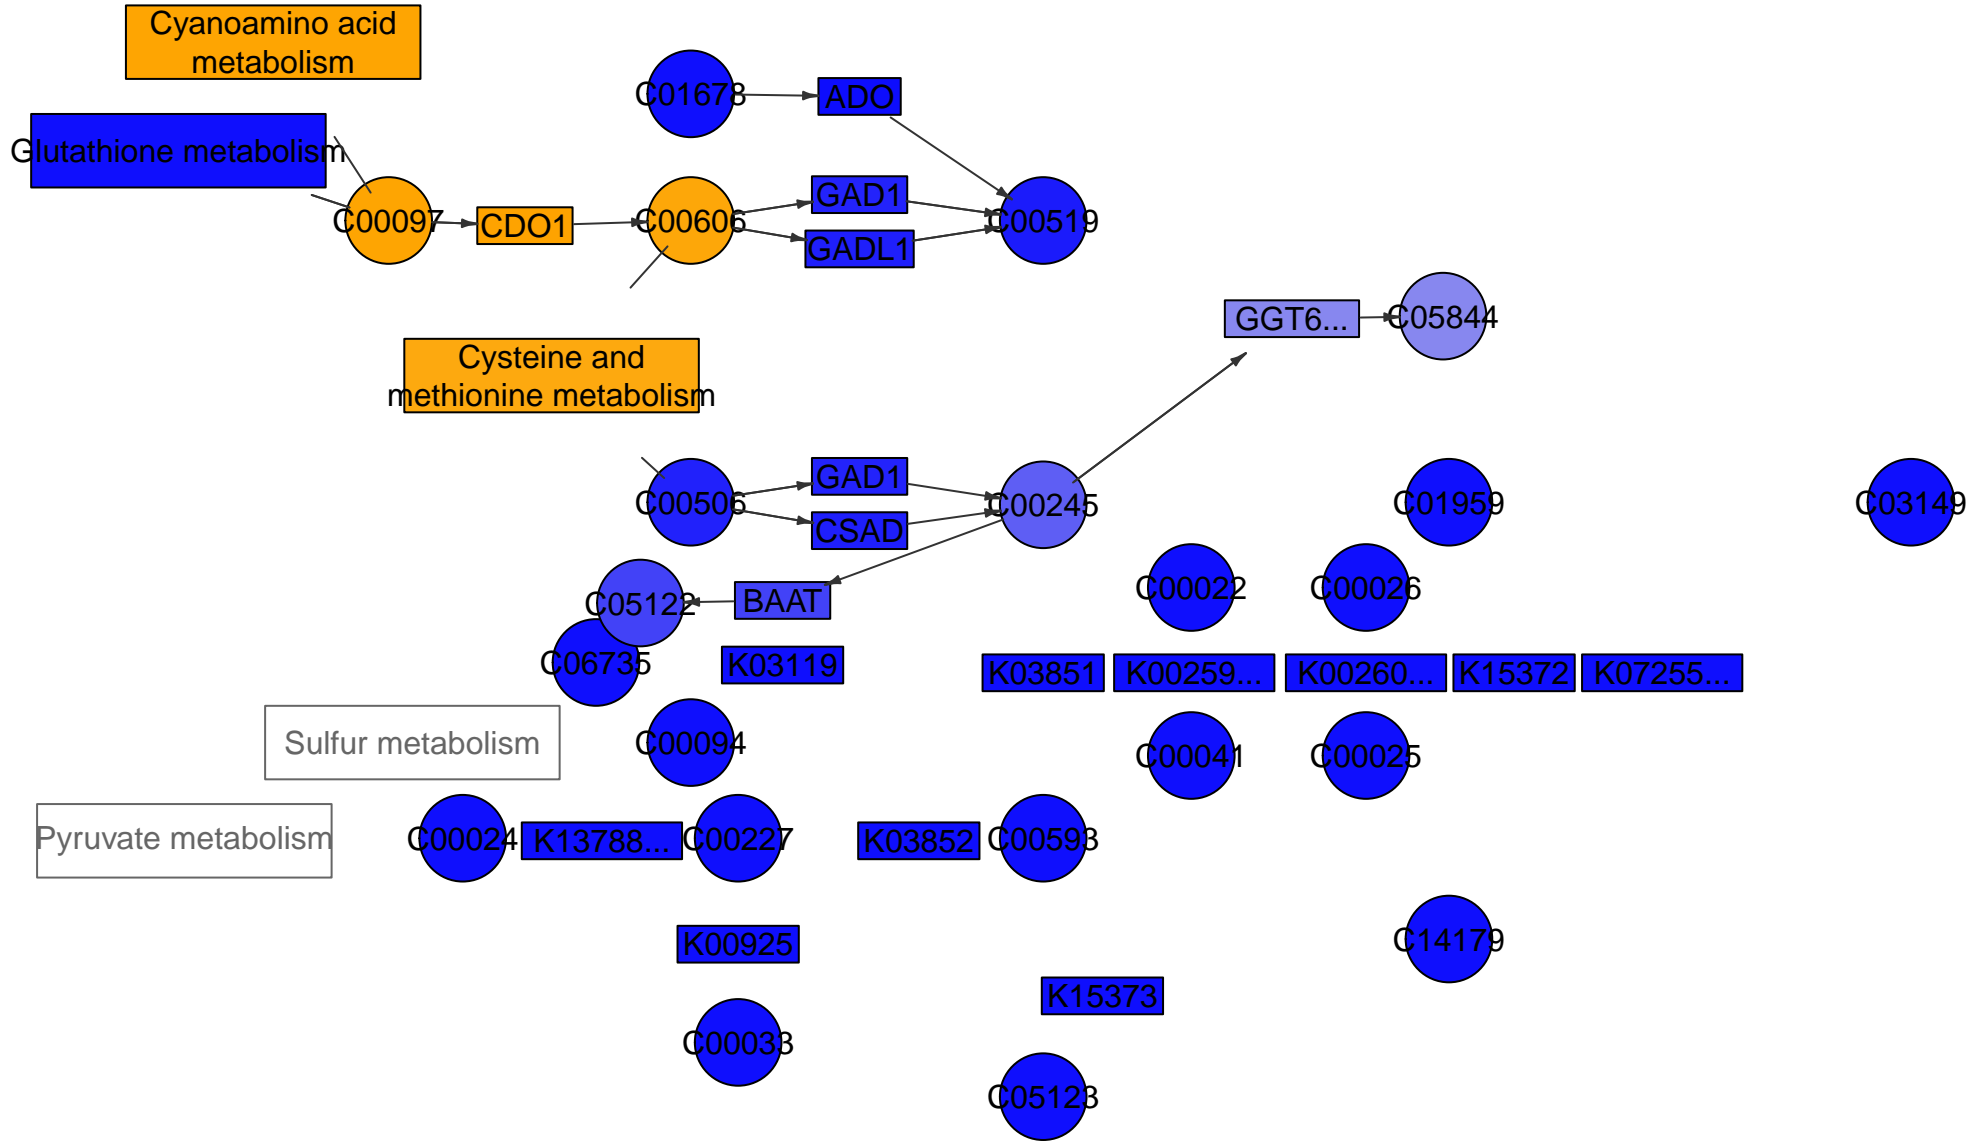 Cyanoamino acid
metabolism
C01678
ADO
Glutathione metabolism
C00097
CDO1
C00606
GAD1
GADL1
C00519
GGT6...
C05844
Cysteine and
methionine metabolism
C00506
GAD1
CSAD
C00245
C01959
C03149
C05122
BAAT
C00022
C00026
C06735
K03119
K03851
K00259...
K00260...
K15372
K07255...
Sulfur metabolism
C00094
C00041
C00025
Pyruvate metabolism
C00024
K13788...
C00227
K03852
C00593
K00925
C14179
K15373
C00033
C05123